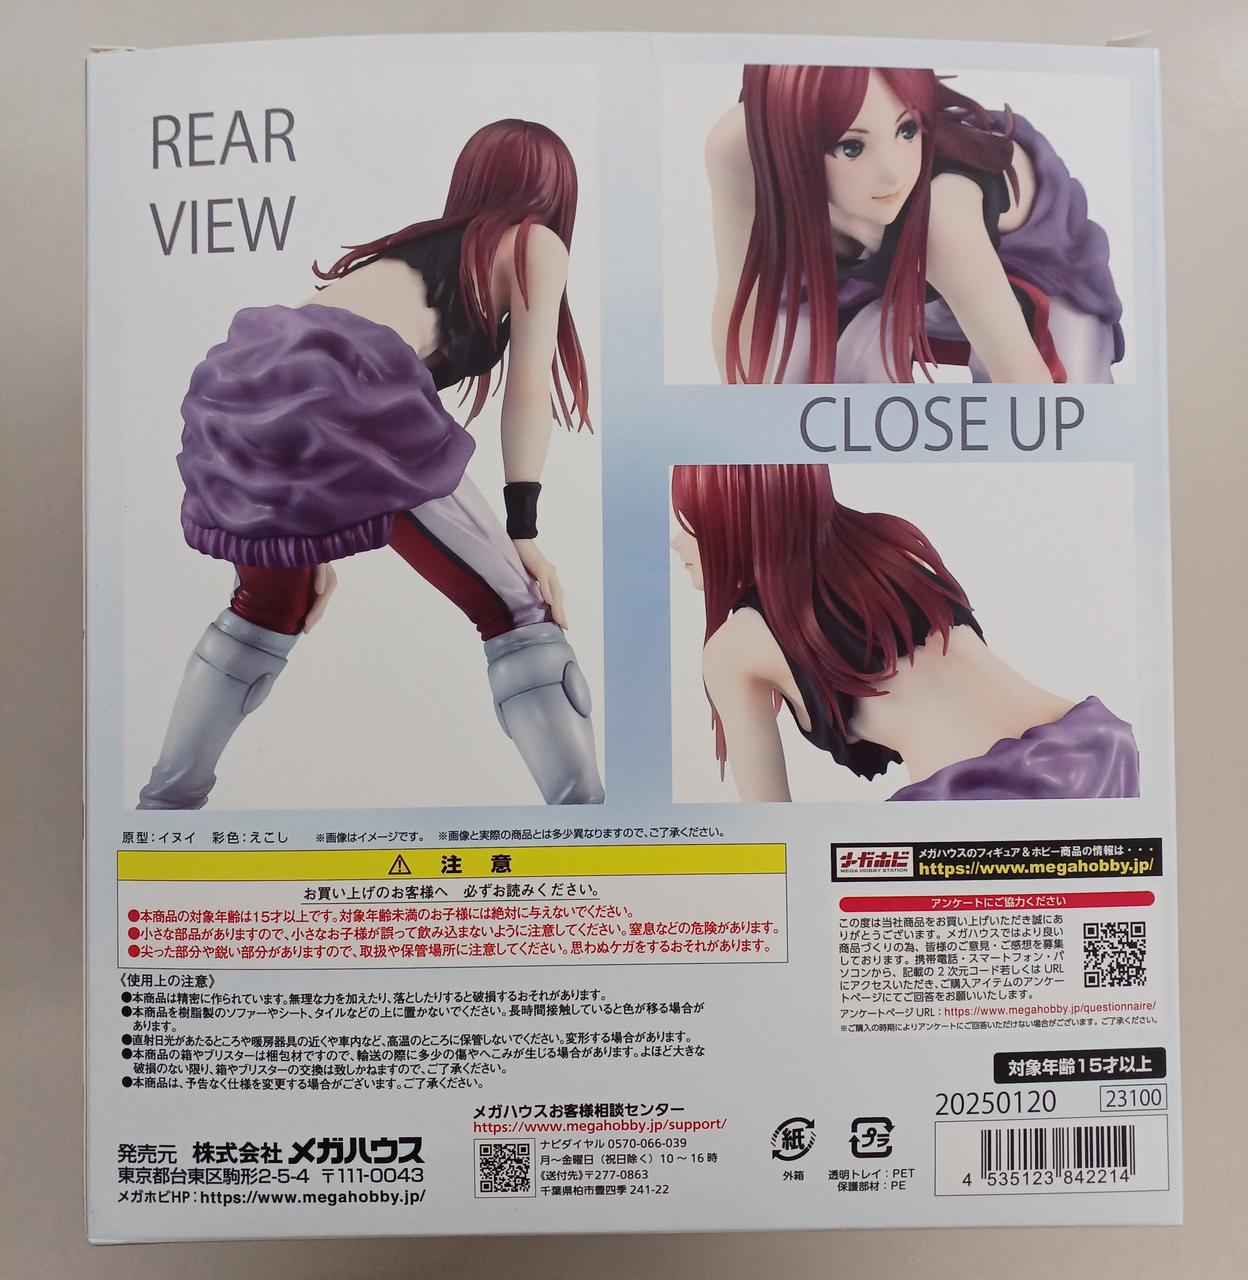 REAR
VIEW
CLOSE UP
原型：イヌイ　彩色：えこし　※画像はイメージです。　※画像と実際の商品とは多少異なりますので、ご了承ください。
⚠ 注 意
お買い上げのお客様へ　必ずお読みください。
●本商品の対象年齢は15才以上です。対象年齢未満のお子様には絶対に与えないでください。
●小さな部品がありますので、小さなお子様が誤って飲み込まないように注意してください。窒息などの危険があります。
●尖った部分や鋭い部分がありますので、取扱や保管場所に注意してください。思わぬケガをするおそれがあります。
《使用上の注意》
●本商品は精密に作られています。無理な力を加えたり、落としたりすると破損するおそれがあります。
●本商品を樹脂製のソファーやシート、タイルなどの上に置かないでください。長時間接触していると色が移る場合が
あります。
●直射日光があたるところや暖房器具の近くや車内など、高温のところに保管しないでください。変形する場合があります。
●本商品の箱やブリスターは梱包材ですので、輸送の際に多少の傷やへこみが生じる場合があります。よほど大きな
破損のない限り、箱やブリスターの交換は致しかねますので、ご了承ください。
●本商品は、予告なく仕様を変更する場合がございます。ご了承ください。
メガホビ
MEGA HOBBY STATION
メガハウスのフィギュア＆ホビー商品の情報は・・・
https://www.megahobby.jp/
アンケートにご協力ください
この度は当社商品をお買い上げいただき誠にあ
りがとうございます。メガハウスではより良い
商品づくりの為、皆様のご意見・ご感想を募集
しております。携帯電話・スマートフォン・パ
ソコンから、記載の2次元コード若しくはURL
にアクセスいただき、ご購入アイテムのアンケー
トページにてご回答をお願いいたします。
アンケートページURL：https://www.megahobby.jp/questionnaire/
※ご購入の時期によりアンケートにご回答いただけない場合がございます。ご了承ください。
対象年齢15才以上
20250120
23100
4 535123 842214
メガハウスお客様相談センター
https://www.megahobby.jp/support/
ナビダイヤル 0570-066-039
月～金曜日（祝日除く）10～16時
《送付先》〒277-0863
千葉県柏市豊四季 241-22
紙
外箱
プラ
透明トレイ：PET
保護部材：PE
発売元　株式会社メガハウス
東京都台東区駒形2-5-4　〒111-0043
メガホビHP：https://www.megahobby.jp/